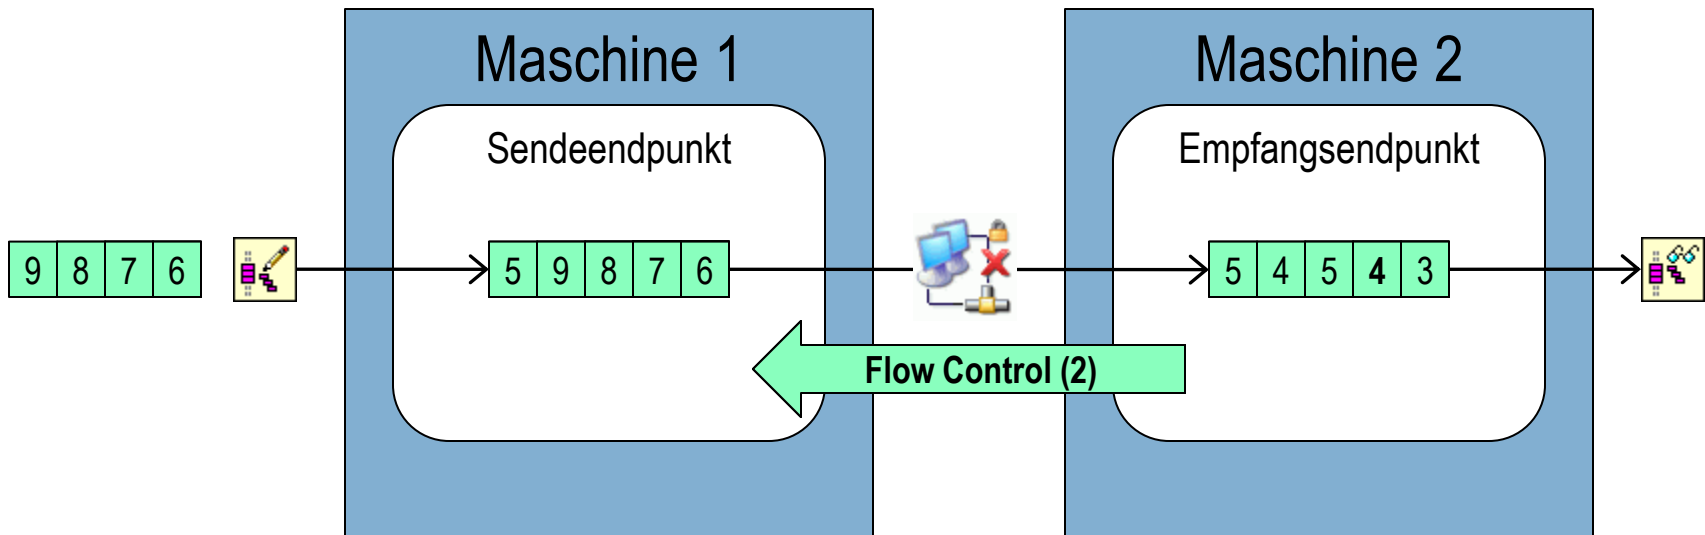 Maschine 1
Maschine 2
Sendeendpunkt
Empfangsendpunkt
9 8 7 6
5 9 8 7 6
5 4 5 4 3
Flow Control (2)